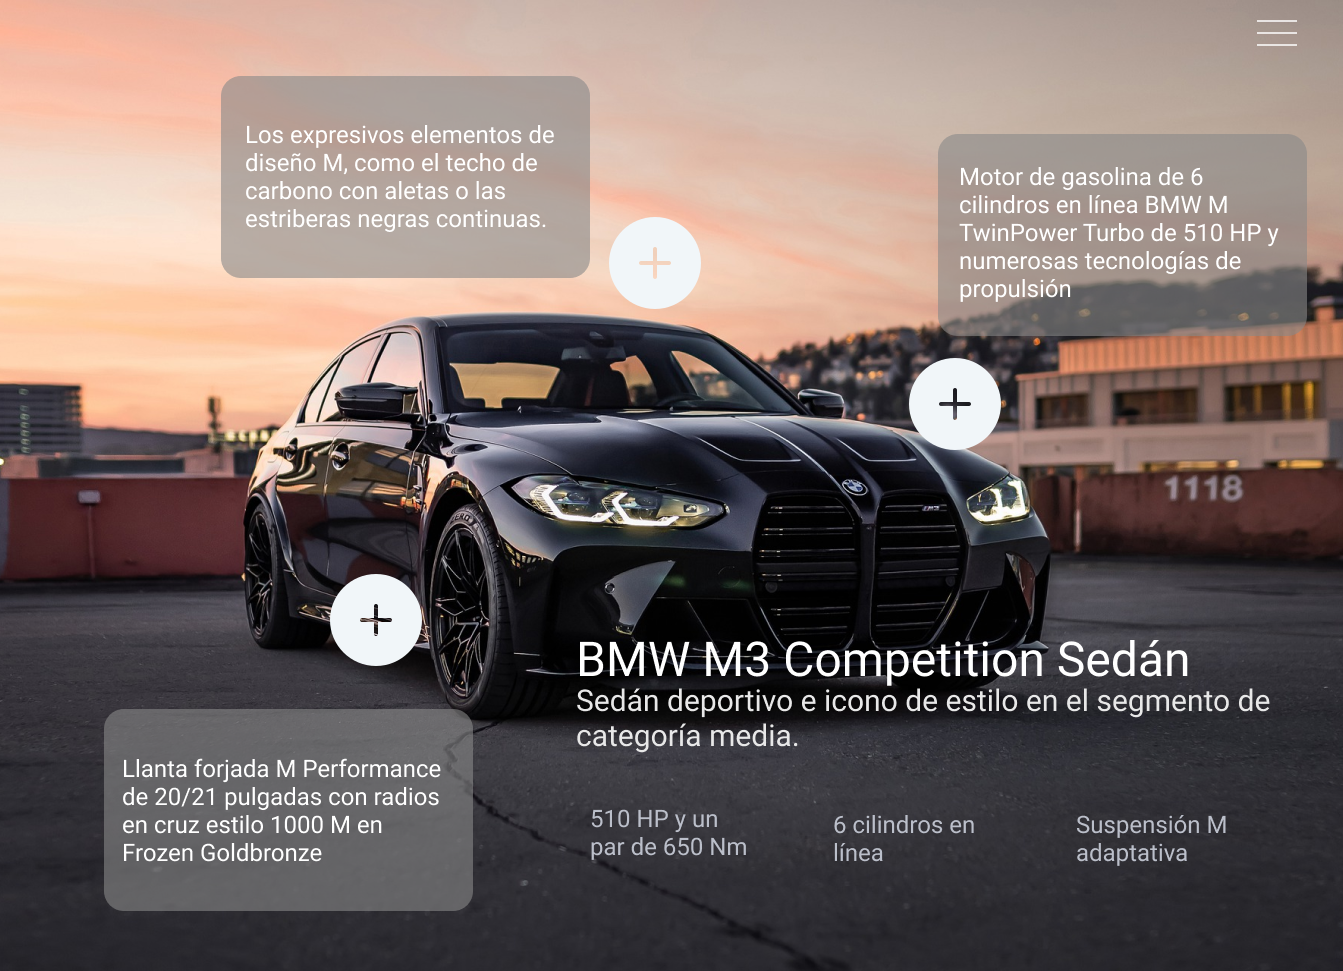 Los expresivos elementos de
diseño M, como el techo de
carbono con aletas o las
estriberas negras continuas.
Motor de gasolina de 6
cilindros en línea BMW M
TwinPower Turbo de 510 HP y
numerosas tecnologías de
propulsión
1118
M3
BMW M3 Competition Sedán
Sedán deportivo e icono de estilo en el segmento de
categoría media.
Llanta forjada M Performance
de 20/21 pulgadas con radios
en cruz estilo 1000 M en
Frozen Goldbronze
510 HP y un
par de 650 Nm
6 cilindros en
línea
Suspensión M
adaptativa